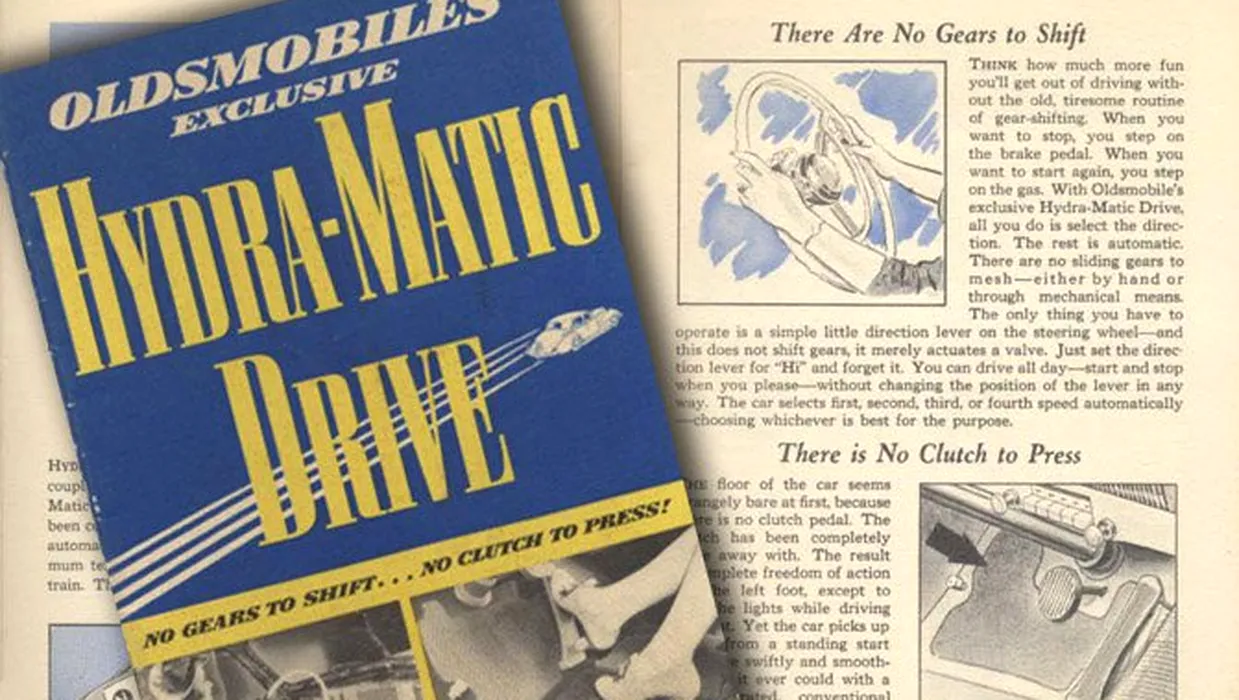 OLDSMOBILES
EXCLUSIVE
HYDRA-MATIC
DRIVE
NO GEARS TO SHIFT... NO CLUTCH TO PRESS!
There Are No Gears to Shift
THINK how much more fun
you'll get out of driving with-
out the old, tiresome routine
of gear-shifting. When you
want to stop, you step on
the brake pedal. When you
want to start again, you step
on the gas. With Oldsmobile's
exclusive Hydra-Matic Drive,
all you do is select the direc-
tion. The rest is automatic.
There are no sliding gears to
mesh—either by hand or
through mechanical means.
The only thing you have to
operate is a simple little direction lever on the steering wheel—and
this does not shift gears, it merely actuates a valve. Just set the direc-
tion lever for "Hi" and forget it. You can drive all day—start and stop
when you please—without changing the position of the lever in any
way. The car selects first, second, third, or fourth speed automatically
—choosing whichever is best for the purpose.
There is No Clutch to Press
floor of the car seems
at first, because
is no clutch pedal. The
has been completely
away with. The result
freedom of action
left foot, except to
lights while driving
Yet the car picks up
from a standing start
swiftly and smooth-
it ever could with a
conventional
train.